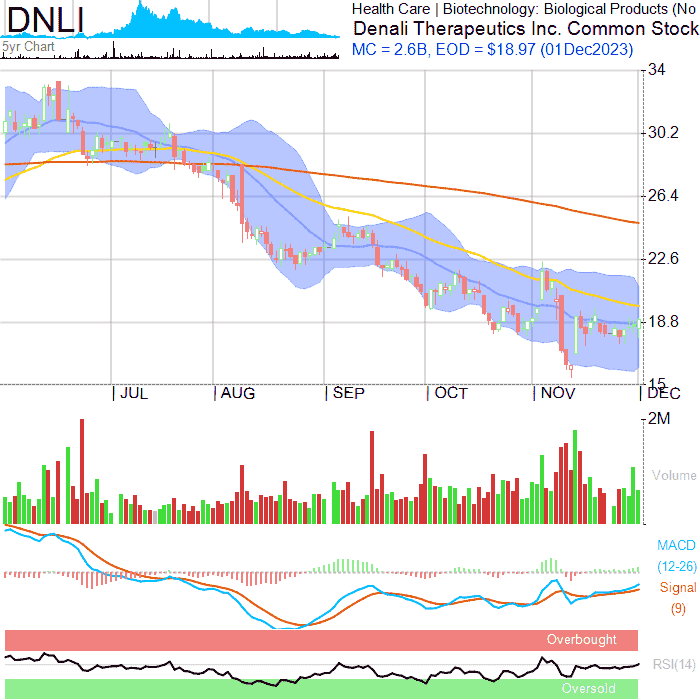 DNLI
5yr Chart
Health Care | Biotechnology: Biological Products (No
Denali Therapeutics Inc. Common Stock
MC = 2.6B, EOD = $18.97 (01Dec2023)
34
30.2
26.4
22.6
18.8
15
JUL AUG SEP OCT NOV DEC
2M
Volume
MACD
(12-26)
Signal
(9)
Overbought
RSI(14)
Oversold